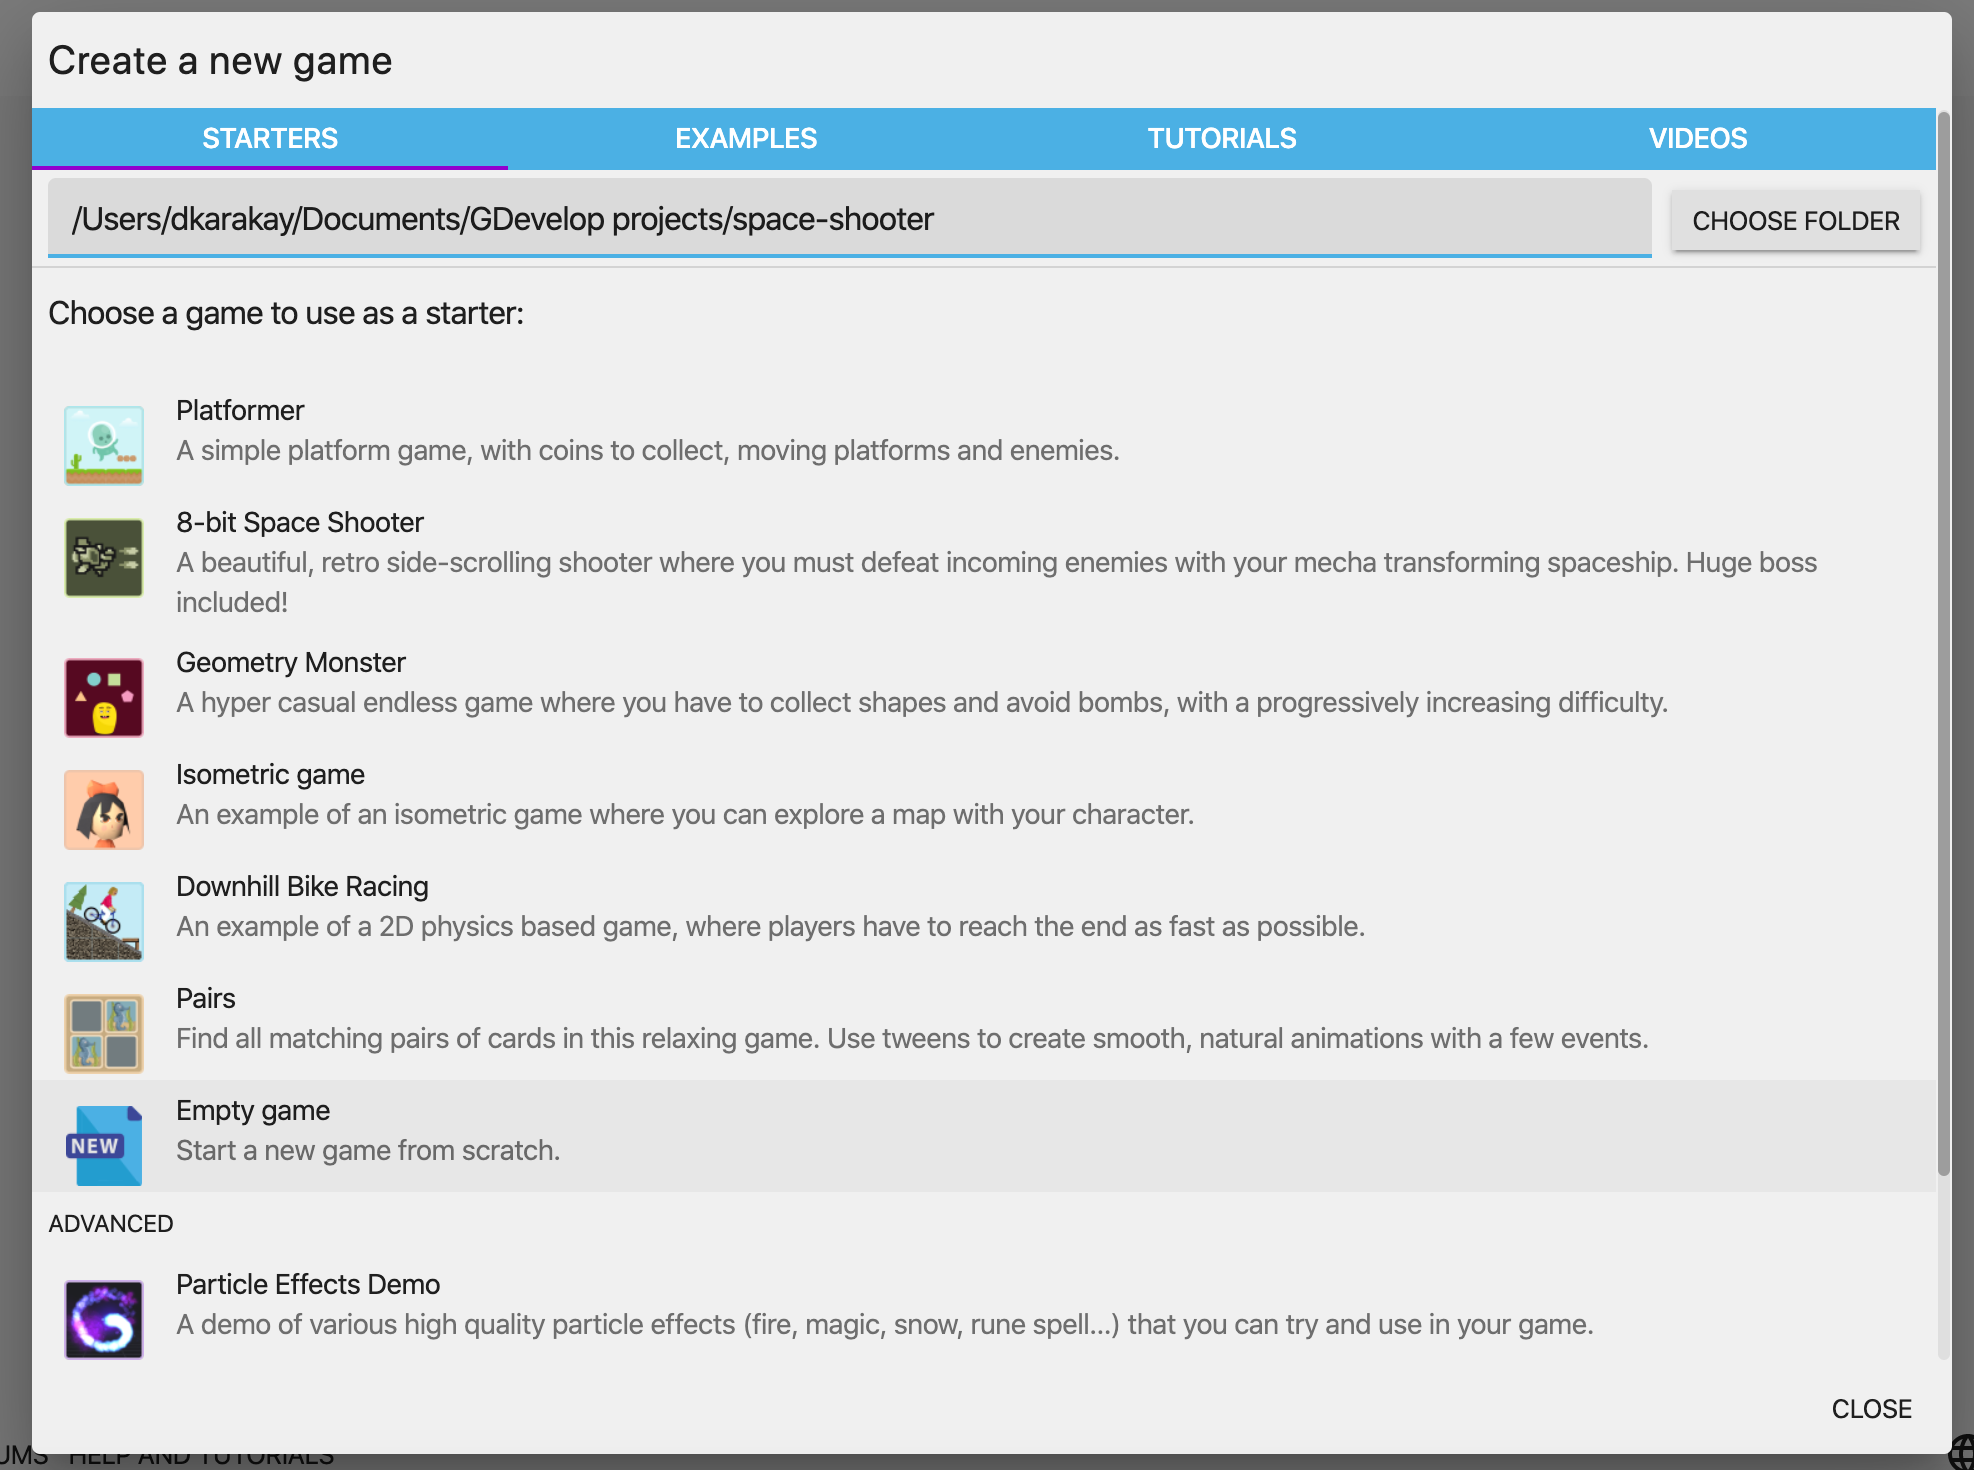 Create a new game
STARTERS
EXAMPLES
TUTORIALS
VIDEOS
/Users/dkarakay/Documents/GDevelop projects/space-shooter
CHOOSE FOLDER
Choose a game to use as a starter:
Platformer
A simple platform game, with coins to collect, moving platforms and enemies.
8-bit Space Shooter
A beautiful, retro side-scrolling shooter where you must defeat incoming enemies with your mecha transforming spaceship. Huge boss
included!
Geometry Monster
A hyper casual endless game where you have to collect shapes and avoid bombs, with a progressively increasing difficulty.
Isometric game
An example of an isometric game where you can explore a map with your character.
Downhill Bike Racing
An example of a 2D physics based game, where players have to reach the end as fast as possible.
Pairs
Find all matching pairs of cards in this relaxing game. Use tweens to create smooth, natural animations with a few events.
NEW
Empty game
Start a new game from scratch.
ADVANCED
Particle Effects Demo
A demo of various high quality particle effects (fire, magic, snow, rune spell...) that you can try and use in your game.
CLOSE
UMS HELP AND TUTORIALS